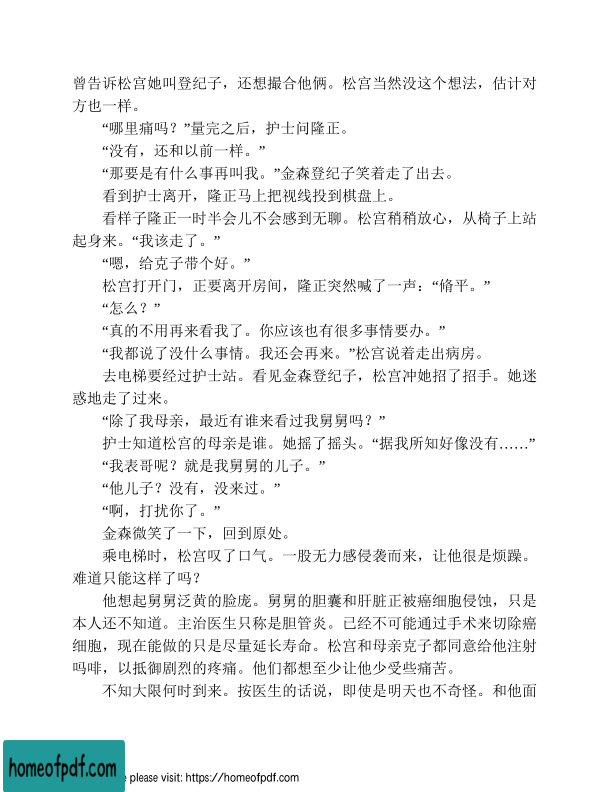 曾告诉松宫她叫登纪子，还想撮合他俩。松宫当然没这个想法，估计对
方也一样。
“哪里痛吗？”量完之后，护士问隆正。
“没有，还和以前一样。”
“那要是有什么事再叫我。”金森登纪子笑着走了出去。
看到护士离开，隆正马上把视线投到棋盘上。
看样子隆正一时半会儿不会感到无聊。松宫稍稍放心，从椅子上站
起身来。“我该走了。”
“嗯，给克子带个好。”
松宫打开门，正要离开房间，隆正突然喊了一声：“脩平。”
“怎么？”
“真的不用再来看我了。你应该也有很多事情要办。”
“我都说了没什么事情。我还会再来。”松宫说着走出病房。
去电梯要经过护士站。看见金森登纪子，松宫冲她招了招手。她迷
惑地走了过来。
“除了我母亲，最近有谁来看过我舅舅吗？”
护士知道松宫的母亲是谁。她摇了摇头。“据我所知好像没有……”
“我表哥呢？就是我舅舅的儿子。”
“他儿子？没有，没来过。”
“啊，打扰你了。”
金森微笑了一下，回到原处。
乘电梯时，松宫叹了口气。一股无力感侵袭而来，让他很是烦躁。
难道只能这样了吗？
他想起舅舅泛黄的脸庞。舅舅的胆囊和肝脏正被癌细胞侵蚀，只是
本人还不知道。主治医生只称是胆管炎。已经不可能通过手术来切除癌
细胞，现在能做的只是尽量延长寿命。松宫和母亲克子都同意给他注射
吗啡，以抵御剧烈的疼痛。他们都想至少让他少受些痛苦。
不知大限何时到来。按医生的话说，即使是明天也不奇怪。和他面
homeofpdf.com
e please visit: https://homeofpdf.com